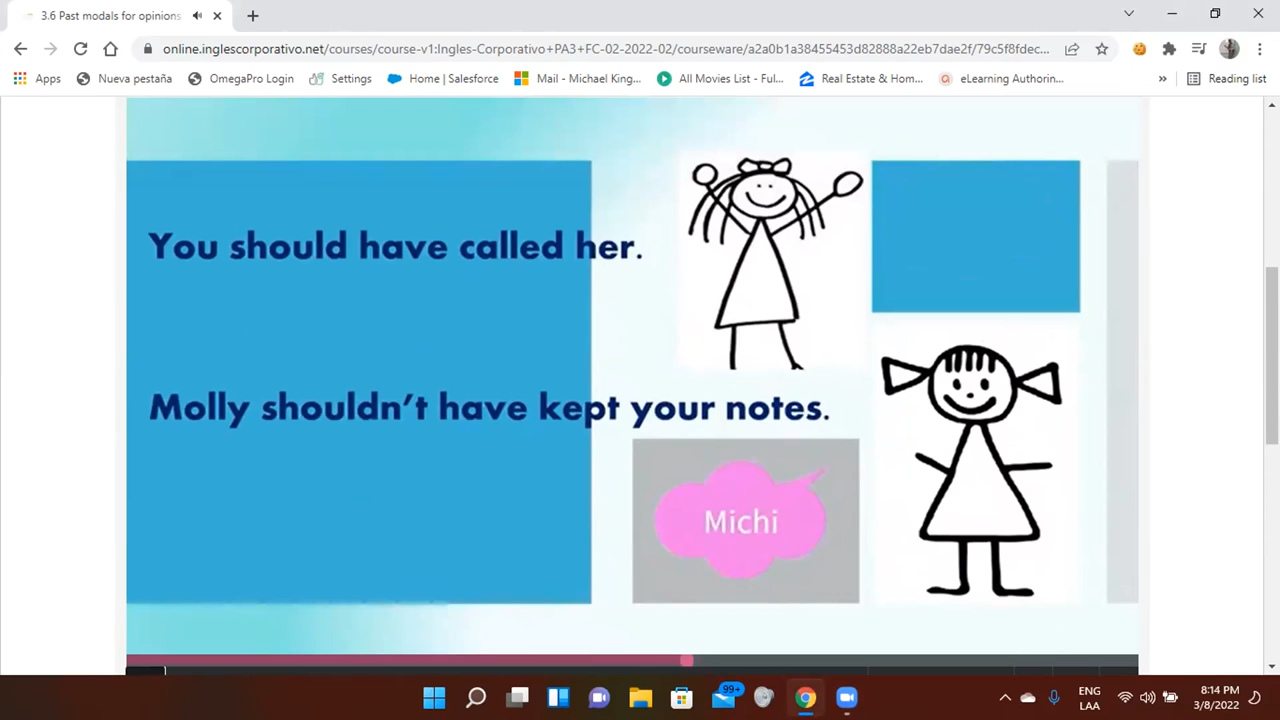 3.6 Past modals for opinions
online.inglescorporativo.net/courses/course-v1:Ingles-Corporativo+PA3+FC-02-2022-02/courseware/a2a0b1a38455453d82888a22eb7dae2f/79c5f8fdec...
Apps Nueva pestaña OmegaPro Login Settings Home | Salesforce Mail - Michael King... All Movies List - Ful... Real Estate & Hom... eLearning Authorin... » Reading list
You should have called her.
Molly shouldn't have kept your notes.
Michi
99+
ENG
LAA
8:14 PM
3/8/2022